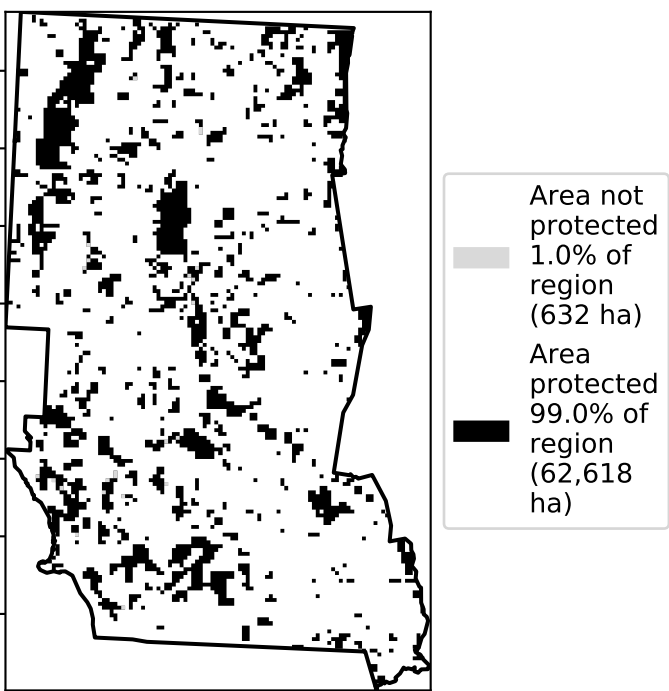 Area not
protected
1.0% of
region
(632 ha)
Area
protected
99.0% of
region
(62,618
ha)